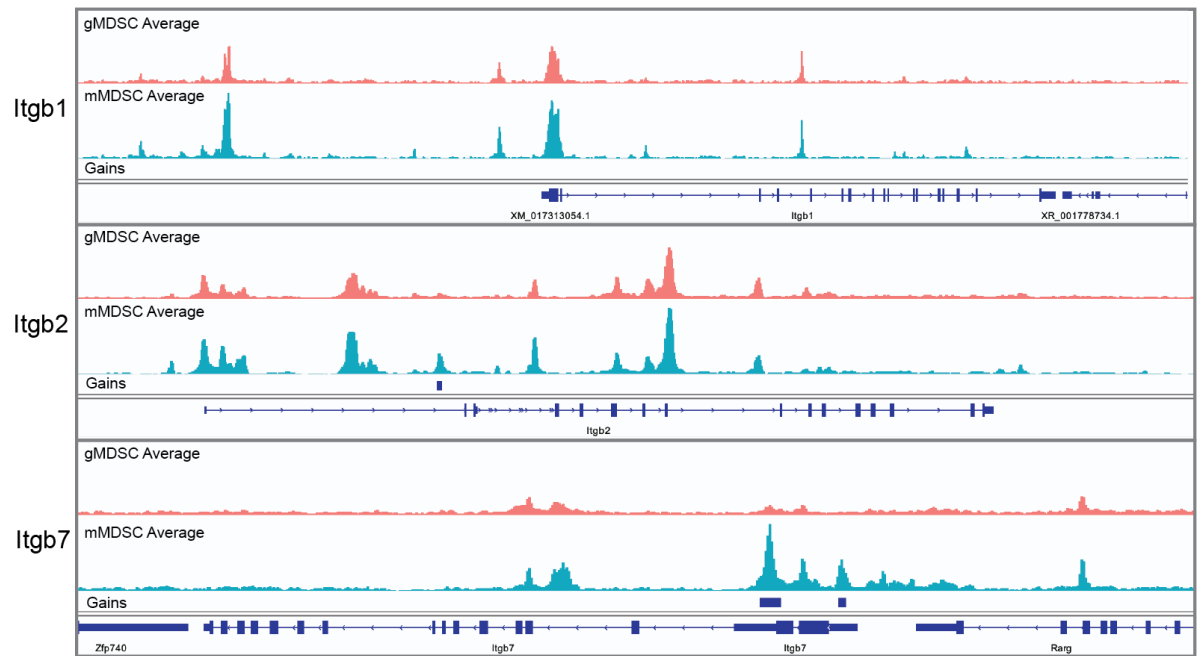 gMDSC Average
Itgb1
mMDSC Average
Gains
XM_017313054.1 Itgb1 XR_001778734.1
gMDSC Average
Itgb2
mMDSC Average
Gains
Itgb2
gMDSC Average
Itgb7
mMDSC Average
Gains
Zfp740 Itgb7 Itgb7 Rarg